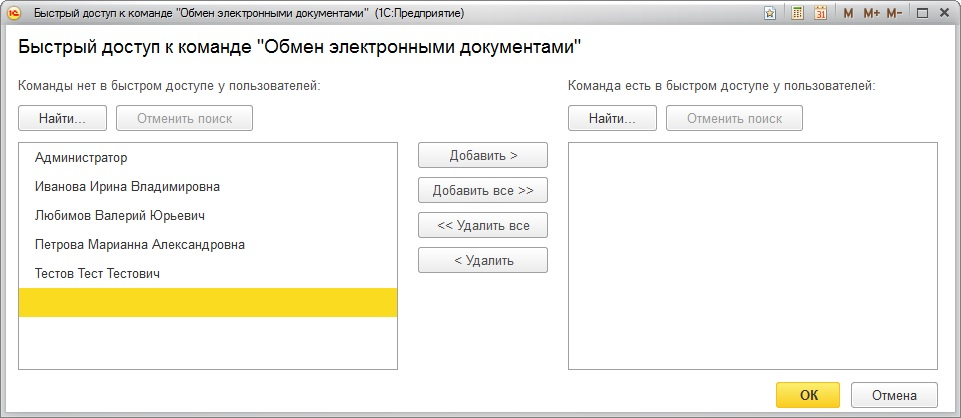 Быстрый доступ к команде "Обмен электронными документами" (1С:Предприятие)
31 M M+ M-
Быстрый доступ к команде "Обмен электронными документами"
Команды нет в быстром доступе у пользователей:
Команда есть в быстром доступе у пользователей:
Найти...
Отменить поиск
Найти...
Отменить поиск
Администратор
Иванова Ирина Владимировна
Любимов Валерий Юрьевич
Петрова Марианна Александровна
Тестов Тест Тестович
Добавить >
Добавить все >>
<< Удалить все
< Удалить
ОК
Отмена